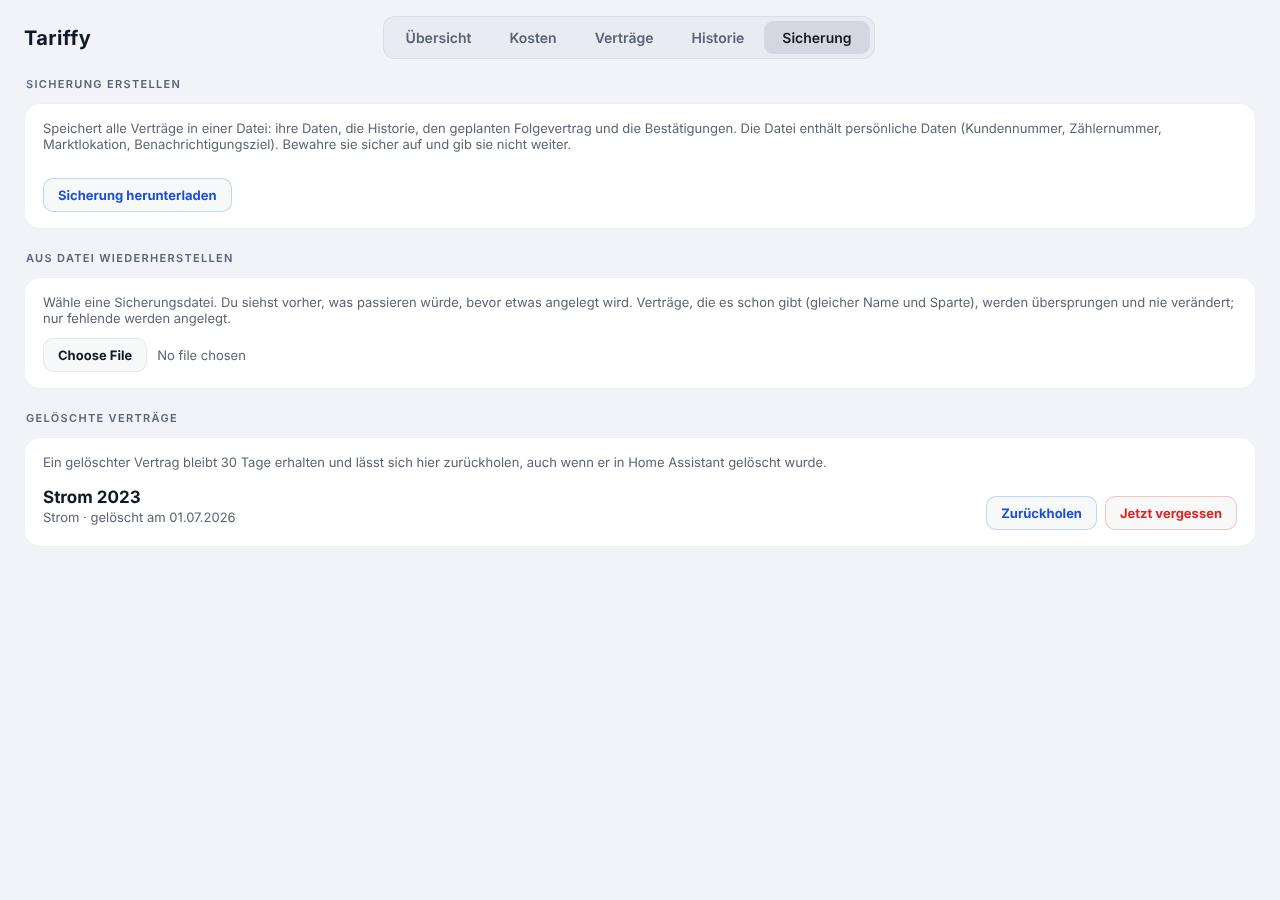 Tariffy
Übersicht
Kosten
Verträge
Historie
Sicherung
SICHERUNG ERSTELLEN
Speichert alle Verträge in einer Datei: ihre Daten, die Historie, den geplanten Folgevertrag und die Bestätigungen. Die Datei enthält persönliche Daten (Kundennummer, Zählernummer,
Marktlokation, Benachrichtigungsziel). Bewahre sie sicher auf und gib sie nicht weiter.
Sicherung herunterladen
AUS DATEI WIEDERHERSTELLEN
Wähle eine Sicherungsdatei. Du siehst vorher, was passieren würde, bevor etwas angelegt wird. Verträge, die es schon gibt (gleicher Name und Sparte), werden übersprungen und nie verändert;
nur fehlende werden angelegt.
Choose File No file chosen
GELÖSCHTE VERTRÄGE
Ein gelöschter Vertrag bleibt 30 Tage erhalten und lässt sich hier zurückholen, auch wenn er in Home Assistant gelöscht wurde.
Strom 2023
Strom · gelöscht am 01.07.2026
Zurückholen
Jetzt vergessen